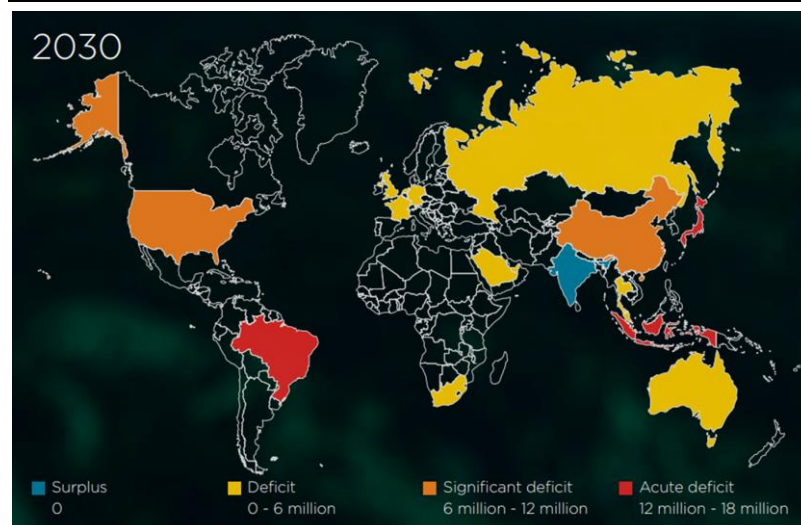 2030
Surplus
0
Deficit
0 - 6 million
Significant deficit
6 million - 12 million
Acute deficit
12 million - 18 million